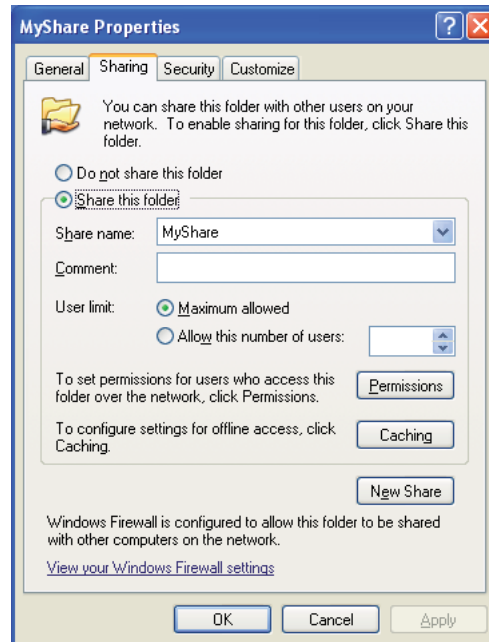 MyShare Properties
?
X
General Sharing Security Customize
You can share this folder with other users on your
network. To enable sharing for this folder, click Share this
folder.
Do not share this folder
Share this folder
Share name: MyShare
Comment:
User limit: Maximum allowed
Allow this number of users:
To set permissions for users who access this
folder over the network, click Permissions.
Permissions
To configure settings for offline access, click
Caching.
Caching
New Share
Windows Firewall is configured to allow this folder to be shared
with other computers on the network.
View your Windows Firewall settings
OK Cancel Apply